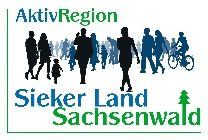 AktivRegion
Sieker Land
Sachsenwald